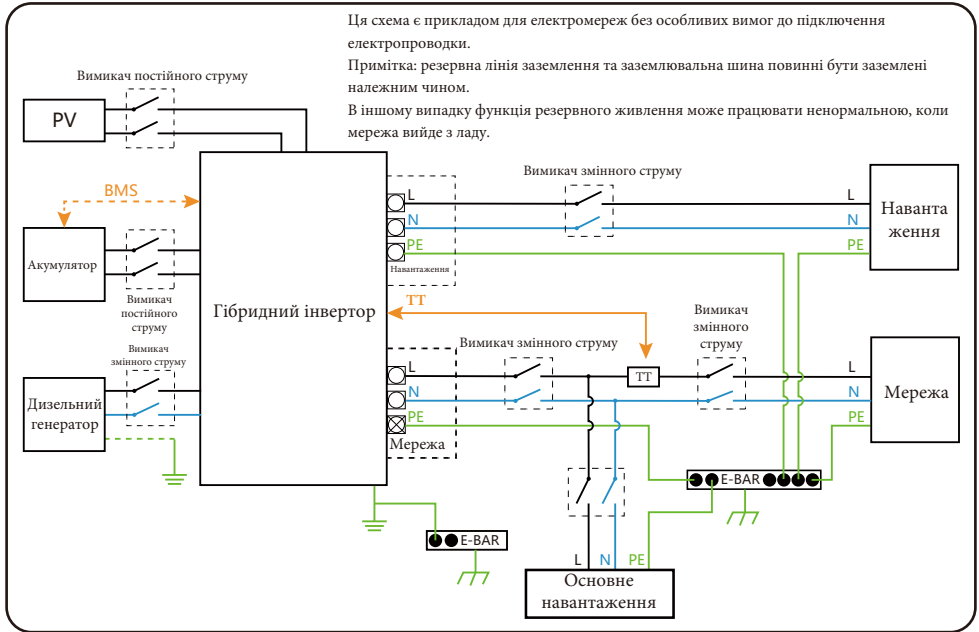 Ця схема є прикладом для електромереж без особливих вимог до підключення
електропроводки.
Примітка: резервна лінія заземлення та заземлювальна шина повинні бути заземлені
належним чином.
В іншому випадку функція резервного живлення може працювати ненормальною, коли
мережа вийде з ладу.
Вимикач постійного струму
PV
BMS
Акумулятор
Вимикач
постійного
струму
Вимикач
змінного струму
Дизельний
генератор
Гібридний інвертор
L
N
PE
Навантаження
Вимикач змінного струму
L
N
PE
Наванта
ження
ТТ
Вимикач змінного струму
ТТ
Вимикач
змінного
струму
L
N
PE
Мережа
L
N
PE
Мережа
E-BAR
E-BAR
L
N
PE
Основне
навантаження